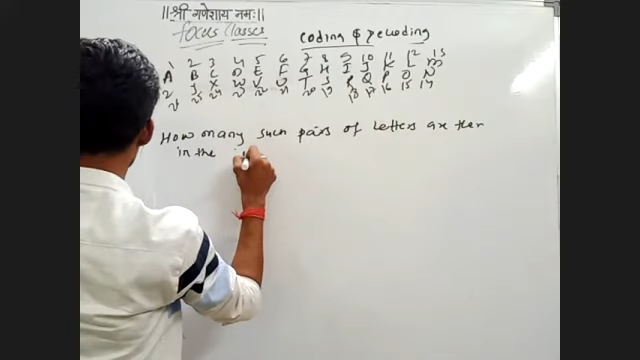 ||श्री गणेशाय नमः||
focus Classes
Coding & Decoding
1 2 3 4 5 6 7 8 9 10 11 12 13
A B C D E F G H I J K L M
Z Y X W V U T S R Q P O N
26 25 24 23 22 21 20 19 18 17 16 15 14
How many such pairs of letters are ther
in the